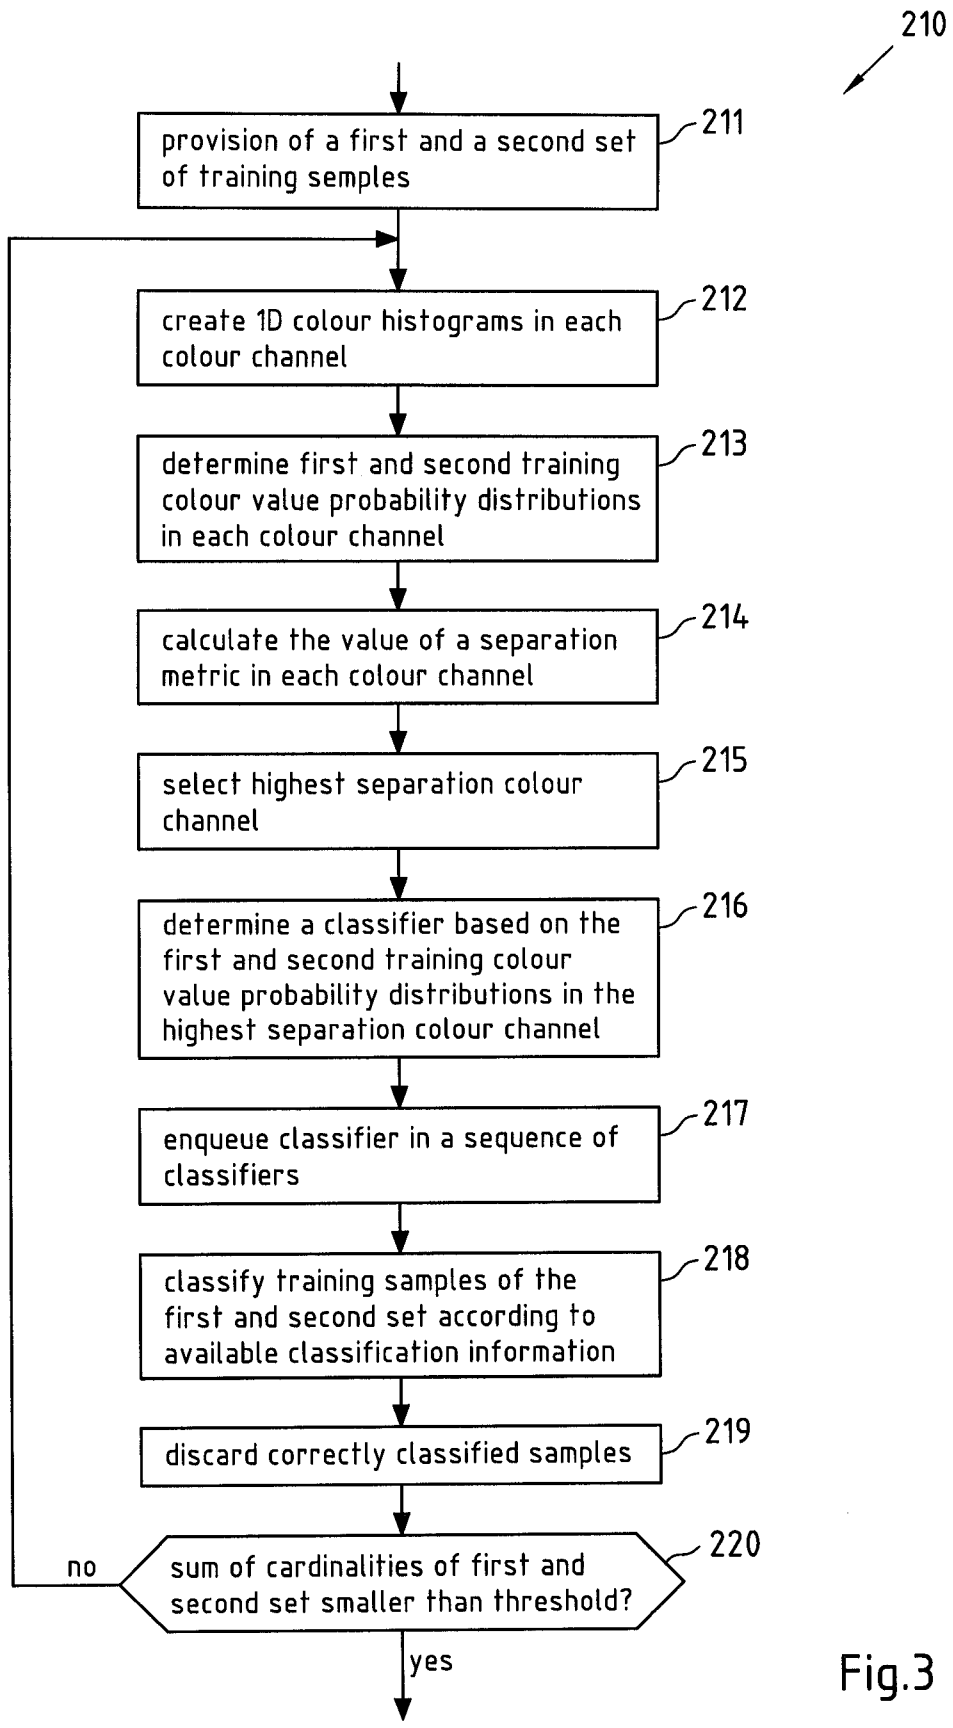 210
211
provision of a first and a second set
of training semples
212
create 1D colour histograms in each
colour channel
213
determine first and second training
colour value probability distributions
in each colour channel
214
calculate the value of a separation
metric in each colour channel
215
select highest separation colour
channel
216
determine a classifier based on the
first and second training colour
value probability distributions in the
highest separation colour channel
217
enqueue classifier in a sequence of
classifiers
218
classify training samples of the
first and second set according to
available classification information
219
discard correctly classified samples
220
no
sum of cardinalities of first and
second set smaller than threshold?
yes
Fig.3